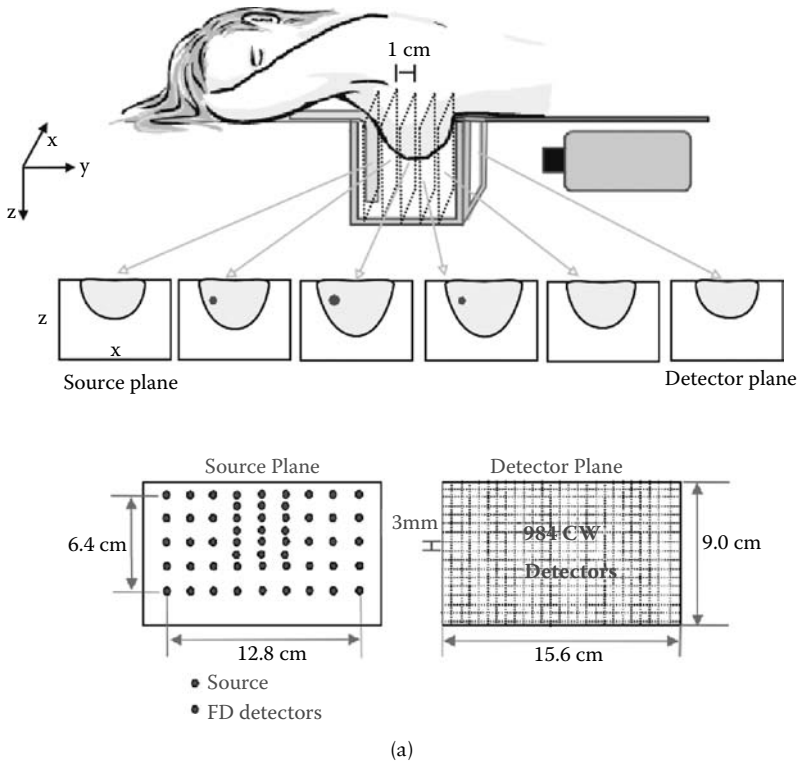 1 cm
x
y
z
z
x
Source plane
Detector plane
Source Plane
Detector Plane
6.4 cm
3mm
984 CW
Detectors
9.0 cm
12.8 cm
15.6 cm
Source
FD detectors
(a)